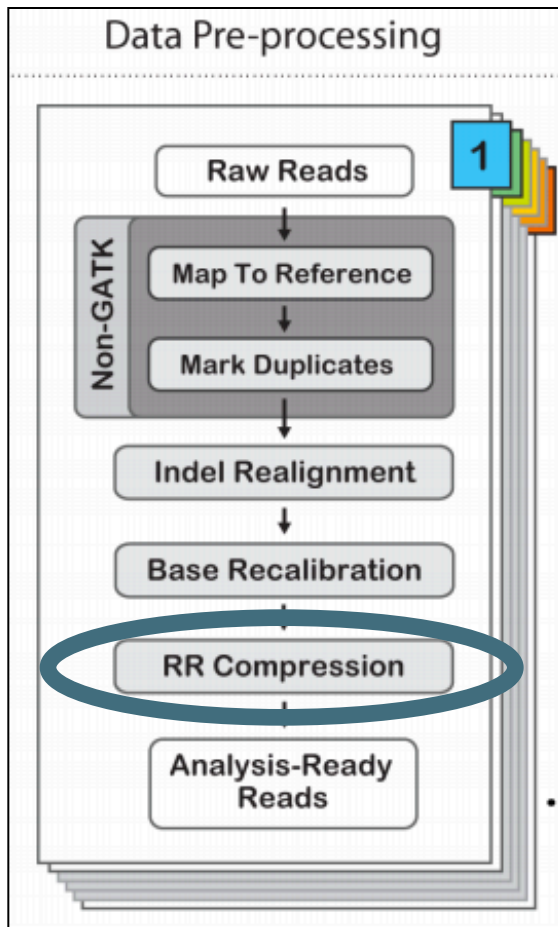 Data Pre-processing
1
Raw Reads
Non-GATK
Map To Reference
Mark Duplicates
Indel Realignment
Base Recalibration
RR Compression
Analysis-Ready
Reads